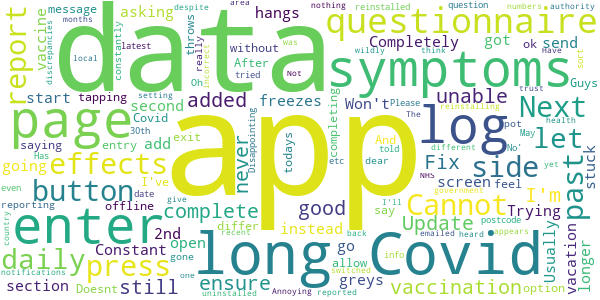 message
months
country
area
despite
reinstalled
question
numbers
authority
nothing
report
vaccine
discrepancies
local
asking
constantly
latest
hangs
throws
really
incorrect
data
questionnaire
Completely
got
ok
send
symptoms
wildly
think
Have
sort
Guys
page
start
tapping
saying
Covid
30th
Has
After
Oh
tried
without
was
added
freezes
second
Not
Won't
Please
The
unable
reinstalling
trust
health
May
Next
effects
entry
add
never
Disappointing
ecompleting
todays
etc
app
And
told
dear
log
Fix
pot
NHS
screen
different
No'
feel
yet
side
let
past
stuck
going
I've
exit
button
offline
reporting
even
enter
date
setting
2nd
complete
good
differ
instead
give
recent
Cannot
I'm
Trying
Update
say
I'll
postcode
government
appears
Usually
vacation
longer
daily
press
Constant
still
section
Doesnt
notifications
ensure
open
gone
one
uninstalled
long
greys
go
allow
Annoying
reported
back
switched
Covid
emailed
heard
info
vaccination
option